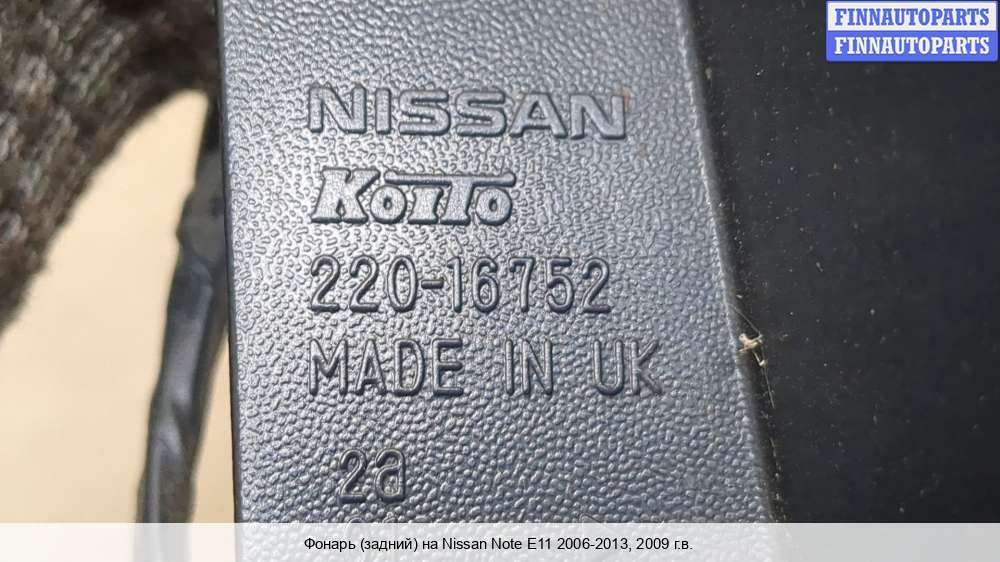 FINNAUTOPARTS
FINNAUTOPARTS
NISSAN
KOITO
220-16752
MADE IN UK
2a
Фонарь (задний) на Nissan Note E11 2006-2013, 2009 г.в.